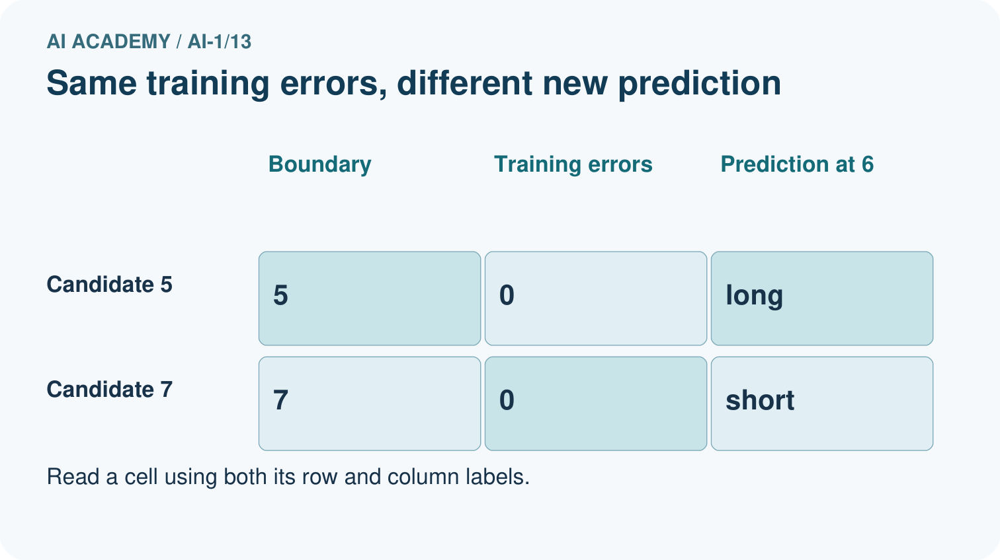 AI ACADEMY / AI-1/13
Same training errors, different new prediction
Boundary Training errors Prediction at 6
Candidate 5 5 0 long
Candidate 7 7 0 short
Read a cell using both its row and column labels.